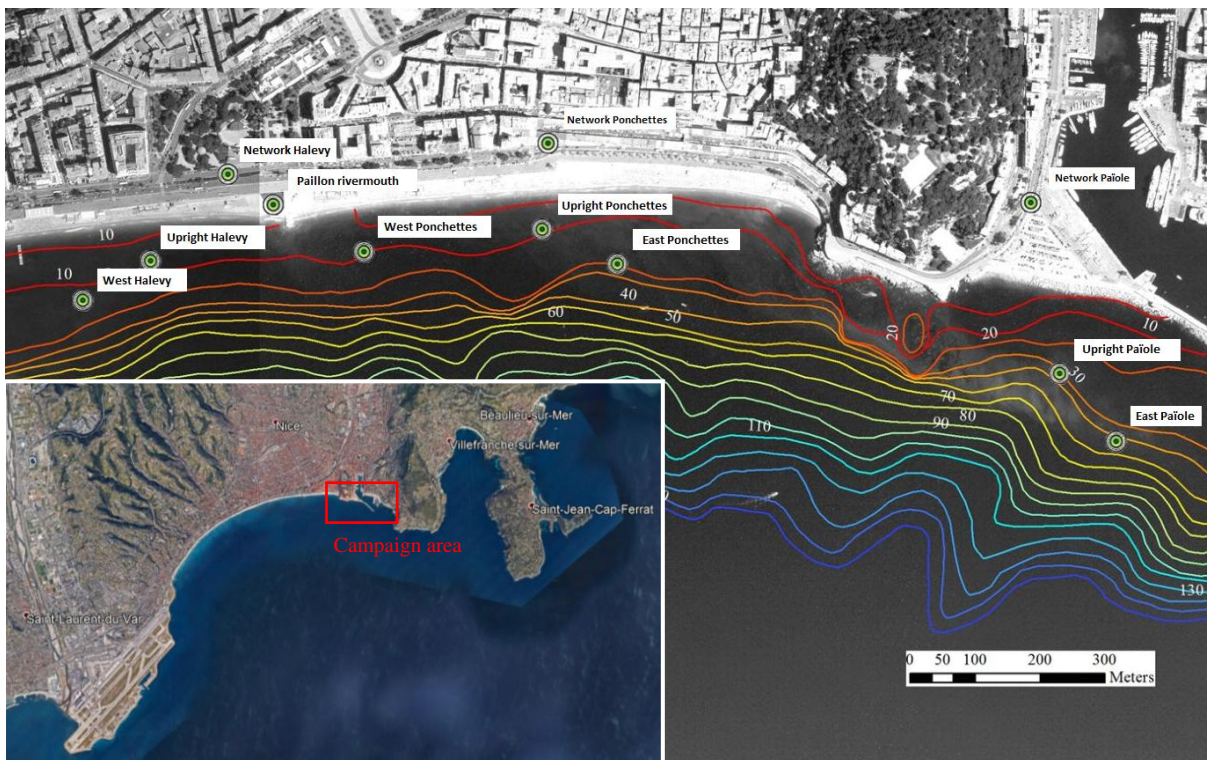 Network Ponchettes
Network Halevy
Network Païole
Paillon rivermouth
Upright Ponchettes
West Ponchettes
East Ponchettes
10
Upright Halevy
10
West Halevy
40
50
60
20
20
10
Upright Païole
30
70
80
90
110
East Païole
130
Beaulieu-sur-Mer
Nice
Villefranche-sur-Mer
Saint-Jean-Cap-Ferrat
Campaign area
Saint-Laurent-du-Var
0 50 100 200 300
Meters